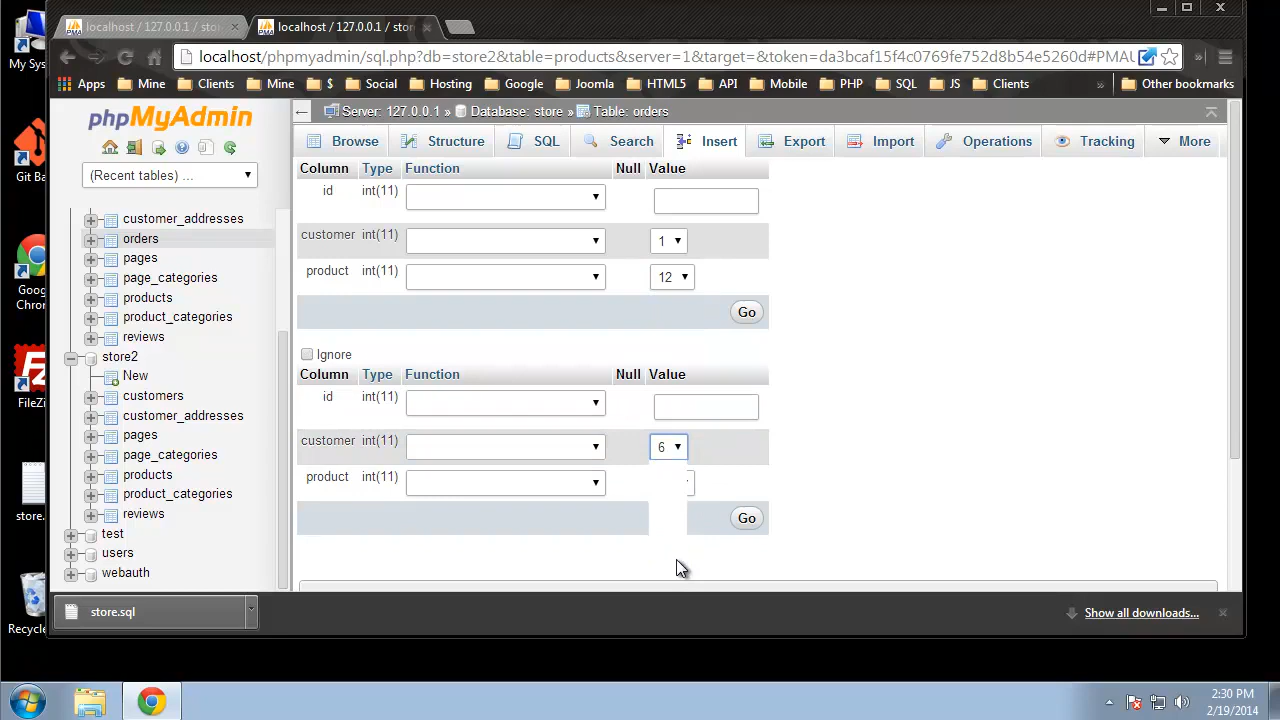 My Sys
Git Ba
Goog
Chron
FileZi
store.
Recycle
localhost / 127.0.0.1 / sto
×
localhost / 127.0.0.1 / stor
×
localhost/phpmyadmin/sql.php?db=store2&table=products&server=1&target=&token=da3bcaf15f4c0769fe752d8b54e5260d#PMAU
Apps Mine Clients Mine $ Social Hosting Google Joomla HTML5 API Mobile PHP SQL JS Clients » Other bookmarks
phpMyAdmin
(Recent tables) ...
customer_addresses
orders
pages
page_categories
products
product_categories
reviews
store2
New
customers
customer_addresses
pages
page_categories
products
product_categories
reviews
test
users
webauth
Server: 127.0.0.1 » Database: store » Table: orders
Browse Structure SQL Search Insert Export Import Operations Tracking More
Column Type Function Null Value
id int(11)
customer int(11) 1
product int(11) 12
Go
Ignore
Column Type Function Null Value
id int(11)
customer int(11) 6
product int(11)
Go
store.sql
Show all downloads...
2:30 PM
2/19/2014